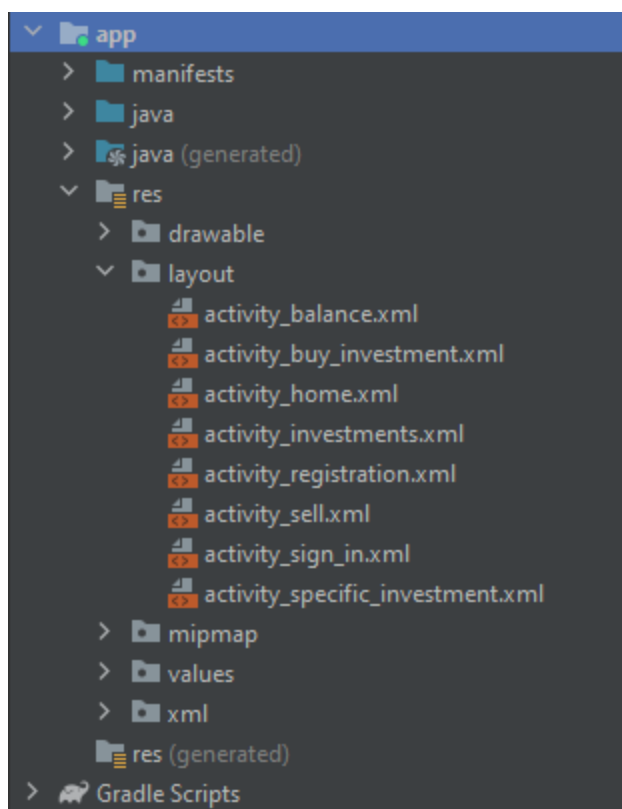 app
manifests
java
java (generated)
res
drawable
layout
activity_balance.xml
activity_buy_investment.xml
activity_home.xml
activity_investments.xml
activity_registration.xml
activity_sell.xml
activity_sign_in.xml
activity_specific_investment.xml
mipmap
values
xml
res (generated)
Gradle Scripts